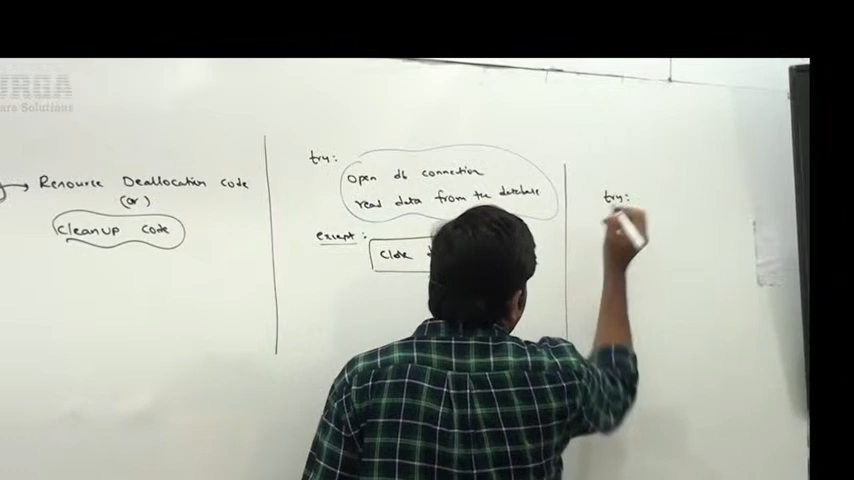 Resource Deallocation code
(or)
cleanup code
try:
open db connection
read data from the database
except :
close
try:
are Solutions